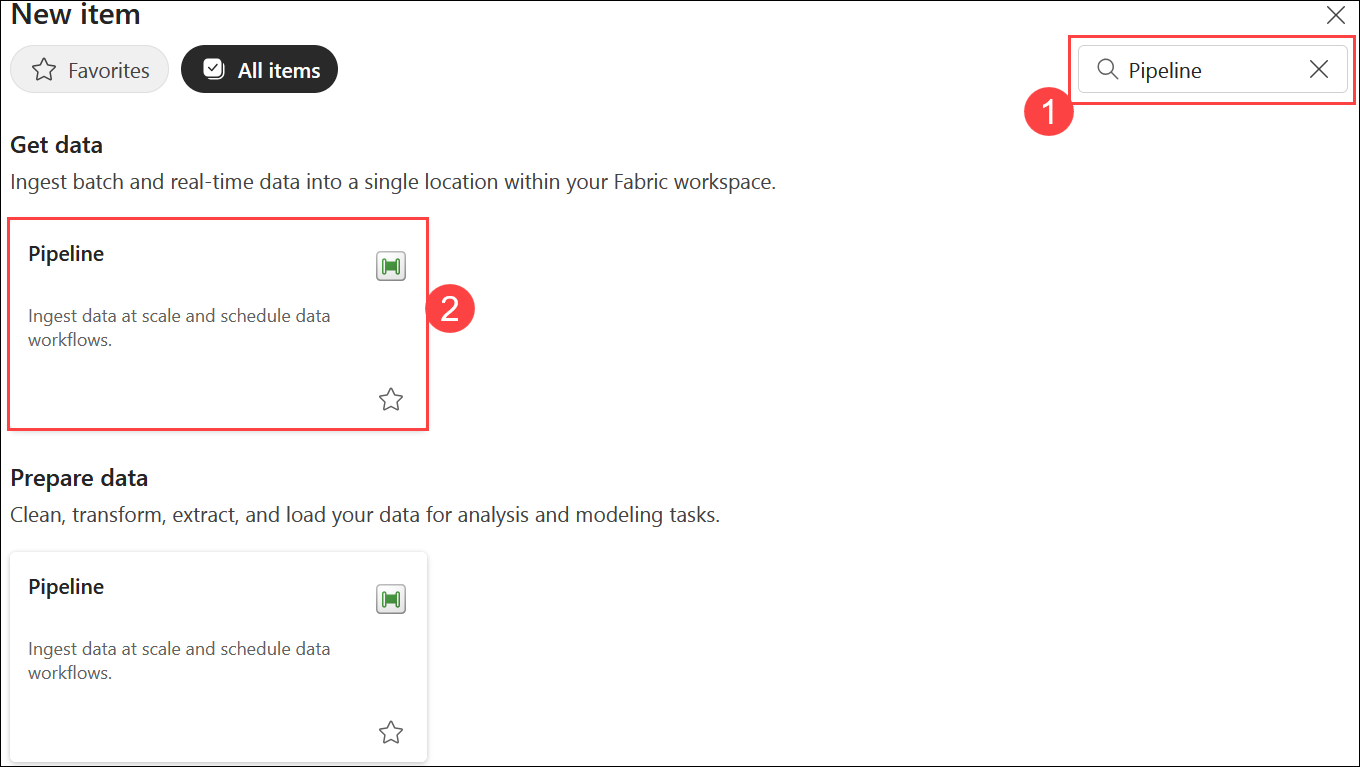 New item
Favorites
All items
Pipeline
1
Get data
Ingest batch and real-time data into a single location within your Fabric workspace.
Pipeline
Ingest data at scale and schedule data
workflows.
2
Prepare data
Clean, transform, extract, and load your data for analysis and modeling tasks.
Pipeline
Ingest data at scale and schedule data
workflows.